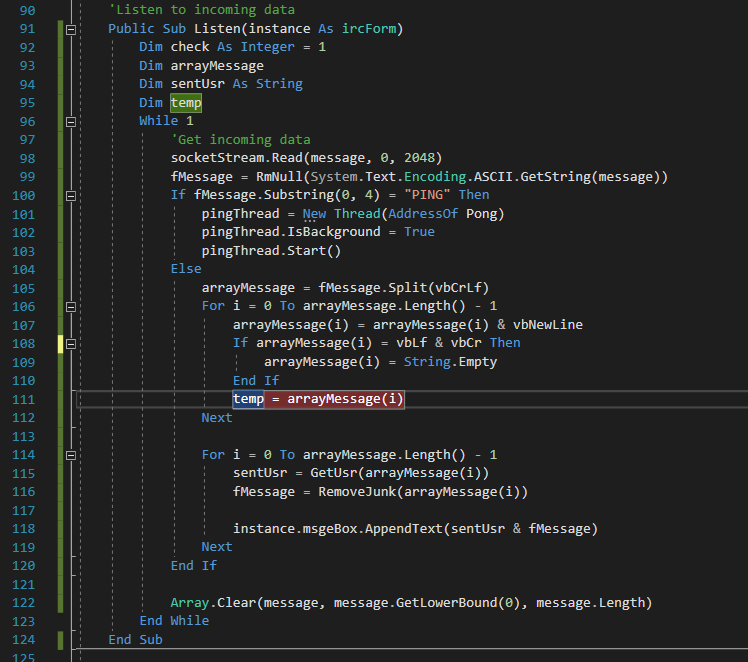 90 'Listen to incoming data
91 Public Sub Listen(instance As ircForm)
92 Dim check As Integer = 1
93 Dim arrayMessage
94 Dim sentUsr As String
95 Dim temp
96 While 1
97 'Get incoming data
98 socketStream.Read(message, 0, 2048)
99 fMessage = RmNull(System.Text.Encoding.ASCII.GetString(message))
100 If fMessage.Substring(0, 4) = "PING" Then
101 pingThread = New Thread(AddressOf Pong)
102 pingThread.IsBackground = True
103 pingThread.Start()
104 Else
105 arrayMessage = fMessage.Split(vbCrLf)
106 For i = 0 To arrayMessage.Length() - 1
107 arrayMessage(i) = arrayMessage(i) & vbNewLine
108 If arrayMessage(i) = vbLf & vbCr Then
109 arrayMessage(i) = String.Empty
110 End If
111 temp = arrayMessage(i)
112 Next
113
114 For i = 0 To arrayMessage.Length() - 1
115 sentUsr = GetUsr(arrayMessage(i))
116 fMessage = RemoveJunk(arrayMessage(i))
117
118 instance.msgeBox.AppendText(sentUsr & fMessage)
119 Next
120 End If
121
122 Array.Clear(message, message.GetLowerBound(0), message.Length)
123 End While
124 End Sub
125